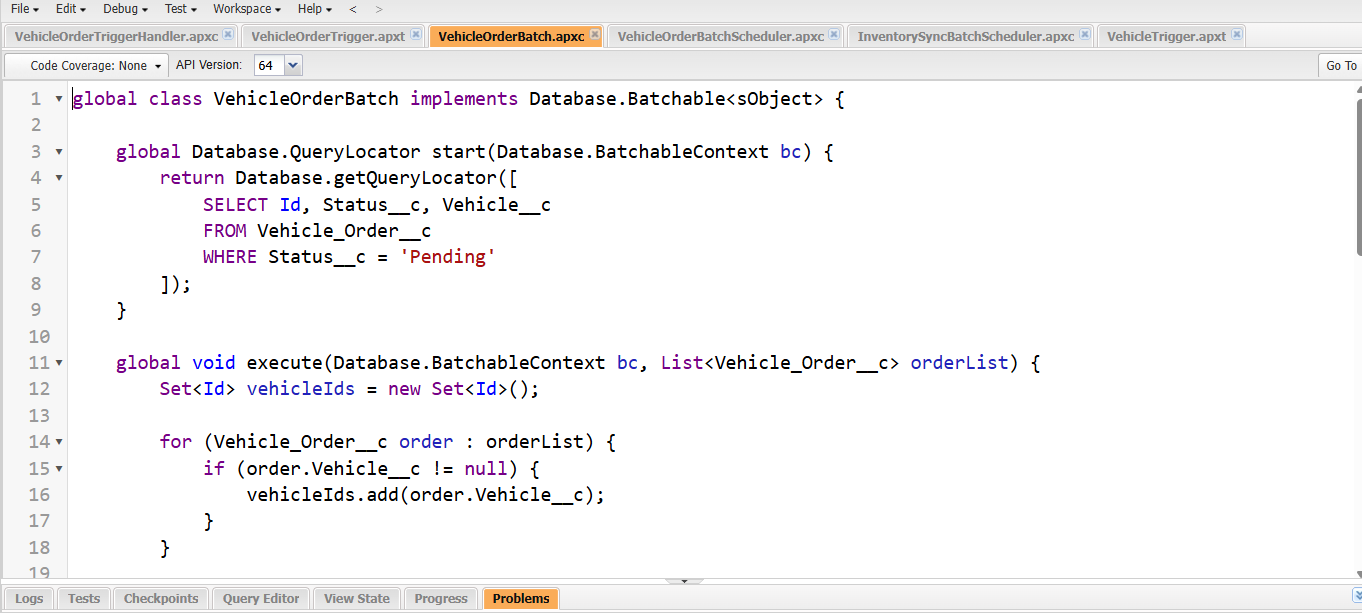 File Edit Debug Test Workspace Help < >
VehicleOrderTriggerHandler.apxc VehicleOrderTrigger.apxt VehicleOrderBatch.apxc VehicleOrderBatchScheduler.apxc InventorySyncBatchScheduler.apxc VehicleTrigger.apxt
Code Coverage: None API Version: 64 Go To
1 global class VehicleOrderBatch implements Database.Batchable<sObject> {
2
3 global Database.QueryLocator start(Database.BatchableContext bc) {
4 return Database.getQueryLocator([
5 SELECT Id, Status__c, Vehicle__c
6 FROM Vehicle_Order__c
7 WHERE Status__c = 'Pending'
8 ]);
9 }
10
11 global void execute(Database.BatchableContext bc, List<Vehicle_Order__c> orderList) {
12 Set<Id> vehicleIds = new Set<Id>();
13
14 for (Vehicle_Order__c order : orderList) {
15 if (order.Vehicle__c != null) {
16 vehicleIds.add(order.Vehicle__c);
17 }
18 }
19
Logs Tests Checkpoints Query Editor View State Progress Problems